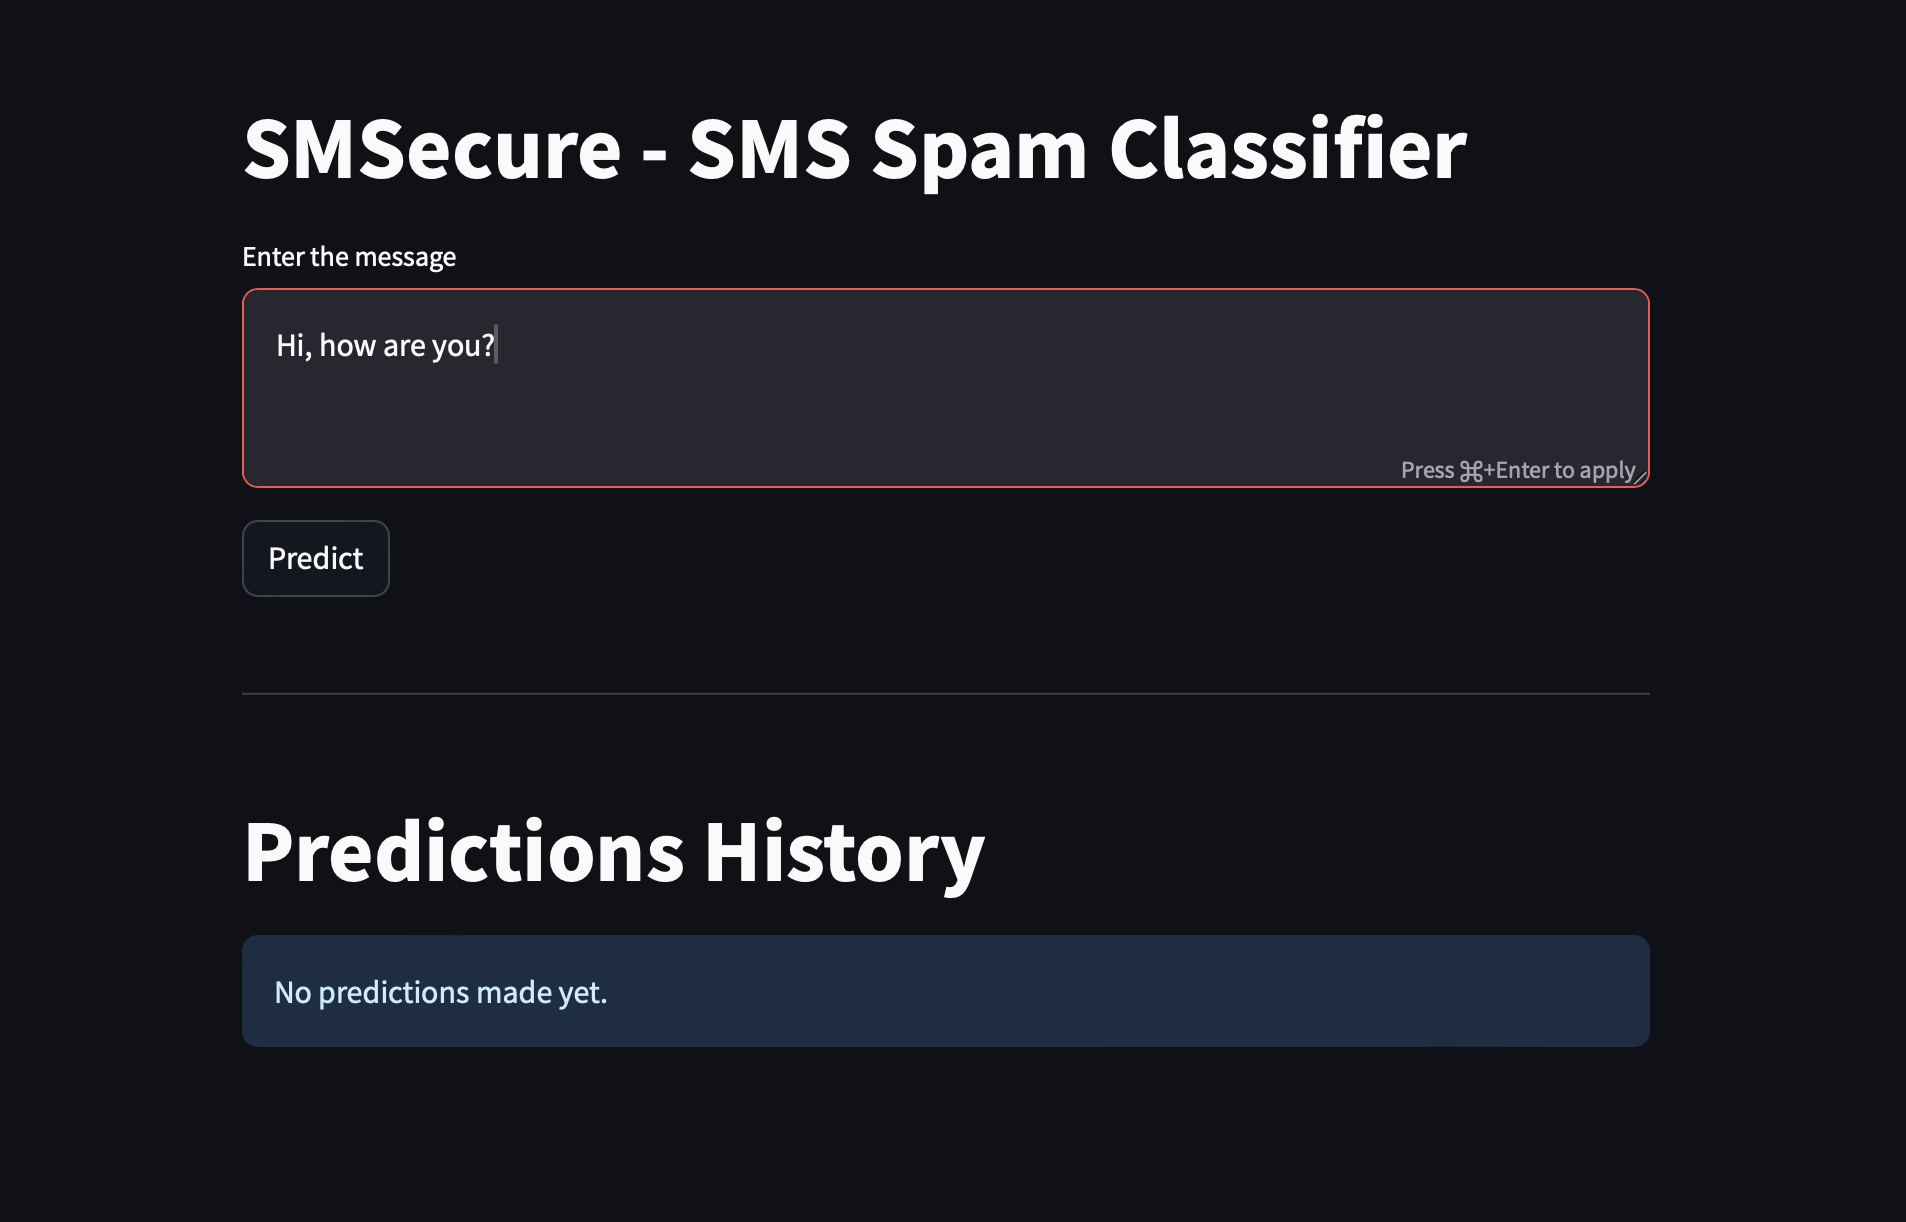 SMSecure - SMS Spam Classifier
Enter the message
Hi, how are you?
Press ⌘+Enter to apply
Predict
Predictions History
No predictions made yet.